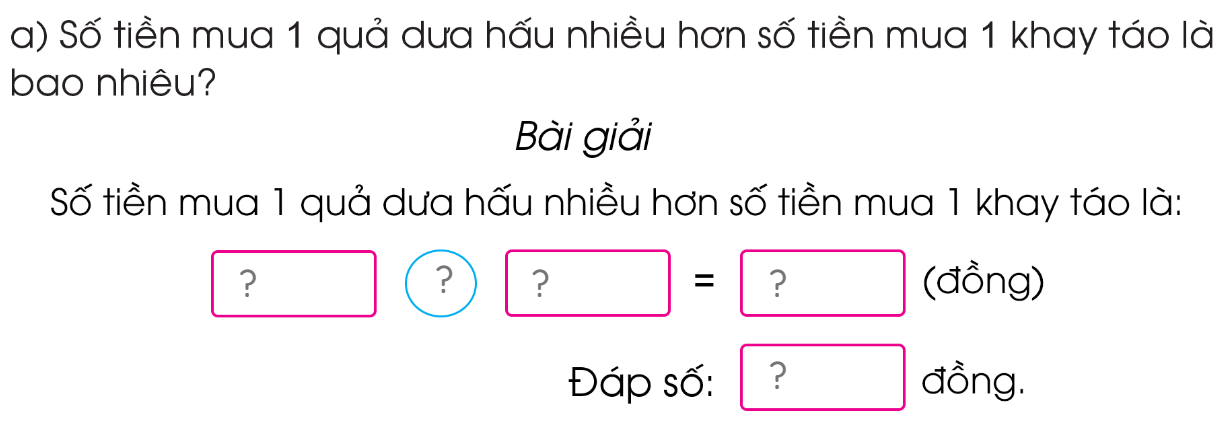 a) Số tiền mua 1 quả dưa hấu nhiều hơn số tiền mua 1 khay táo là
bao nhiêu?
Bài giải
Số tiền mua 1 quả dưa hấu nhiều hơn số tiền mua 1 khay táo là:
? ? ? = ? (đồng)
Đáp số: ? đồng.